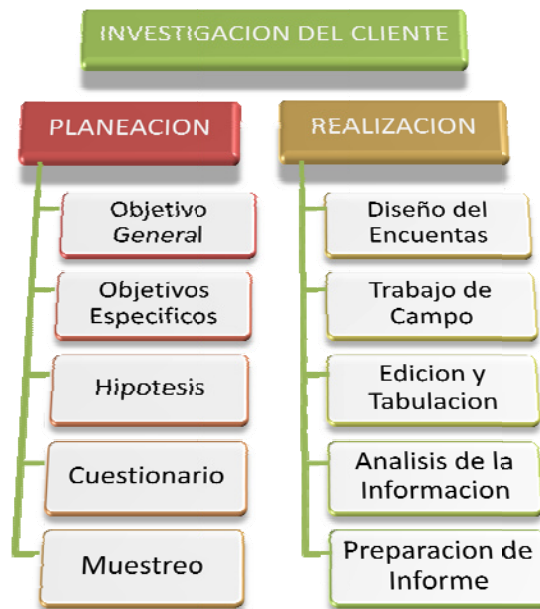 INVESTIGACION DEL CLIENTE
PLANEACION
Objetivo
General
Objetivos
Especificos
Hipotesis
Cuestionario
Muestreo
REALIZACION
Diseño del
Encuentas
Trabajo de
Campo
Edicion y
Tabulacion
Analisis de la
Informacion
Preparacion de
Informe